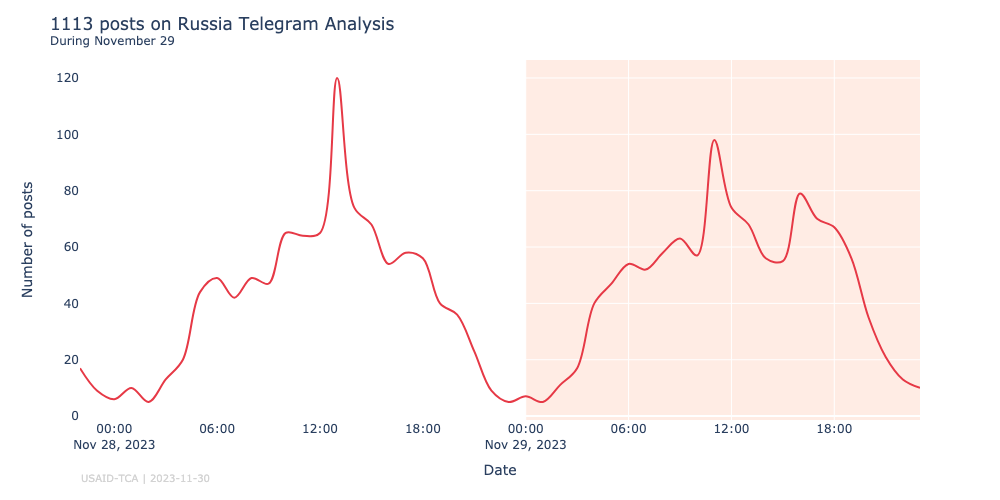 1113 posts on Russia Telegram Analysis
During November 29
120
100
80
60
40
20
0
Number of posts
00:00 06:00 12:00 18:00 00:00 06:00 12:00 18:00
Nov 28, 2023 Nov 29, 2023
Date
USAID-TCA | 2023-11-30